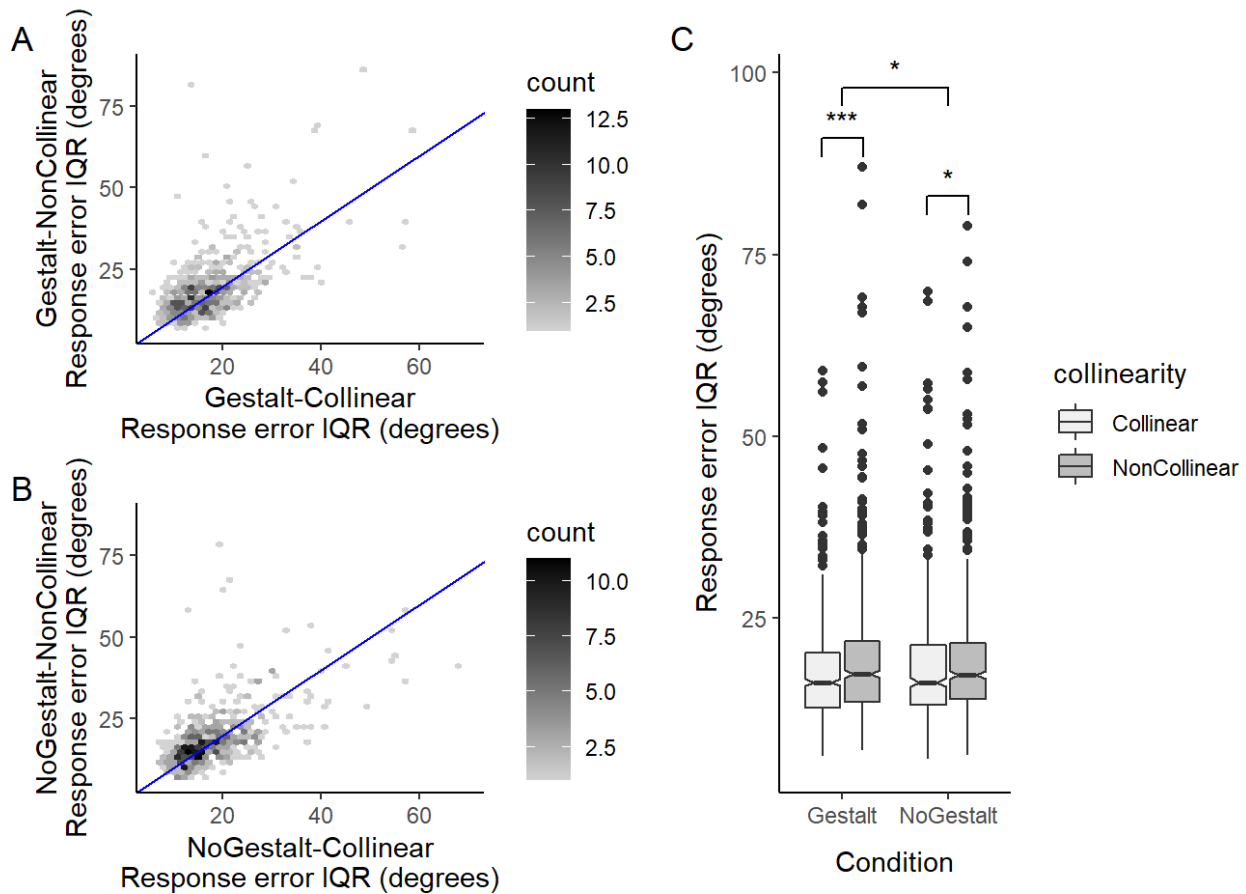 A
Gestalt-NonCollinear
Response error IQR (degrees)
75
50
25
20
40
60
Gestalt-Collinear
Response error IQR (degrees)
count
12.5
10.0
7.5
5.0
2.5
B
NoGestalt-NonCollinear
Response error IQR (degrees)
75
50
25
20
40
60
NoGestalt-Collinear
Response error IQR (degrees)
count
10.0
7.5
5.0
2.5
C
Response error IQR (degrees)
100
75
50
25
*
***
*
Gestalt
NoGestalt
Condition
collinearity
Collinear
NonCollinear